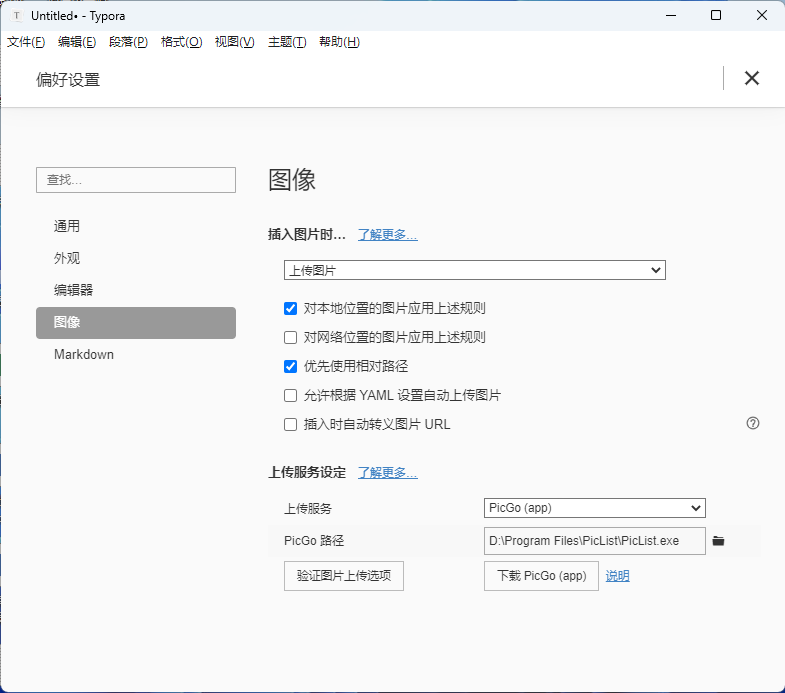 Untitled• - Typora
文件(F) 编辑(E) 段落(P) 格式(O) 视图(V) 主题(T) 帮助(H)
偏好设置
查找...
通用
外观
编辑器
图像
Markdown
图像
插入图片时... 了解更多...
上传图片
对本地位置的图片应用上述规则
对网络位置的图片应用上述规则
优先使用相对路径
允许根据 YAML 设置自动上传图片
插入时自动转义图片 URL
上传服务设定 了解更多...
上传服务 PicGo (app)
PicGo 路径 D:\Program Files\PicList\PicList.exe
验证图片上传选项 下载 PicGo (app) 说明